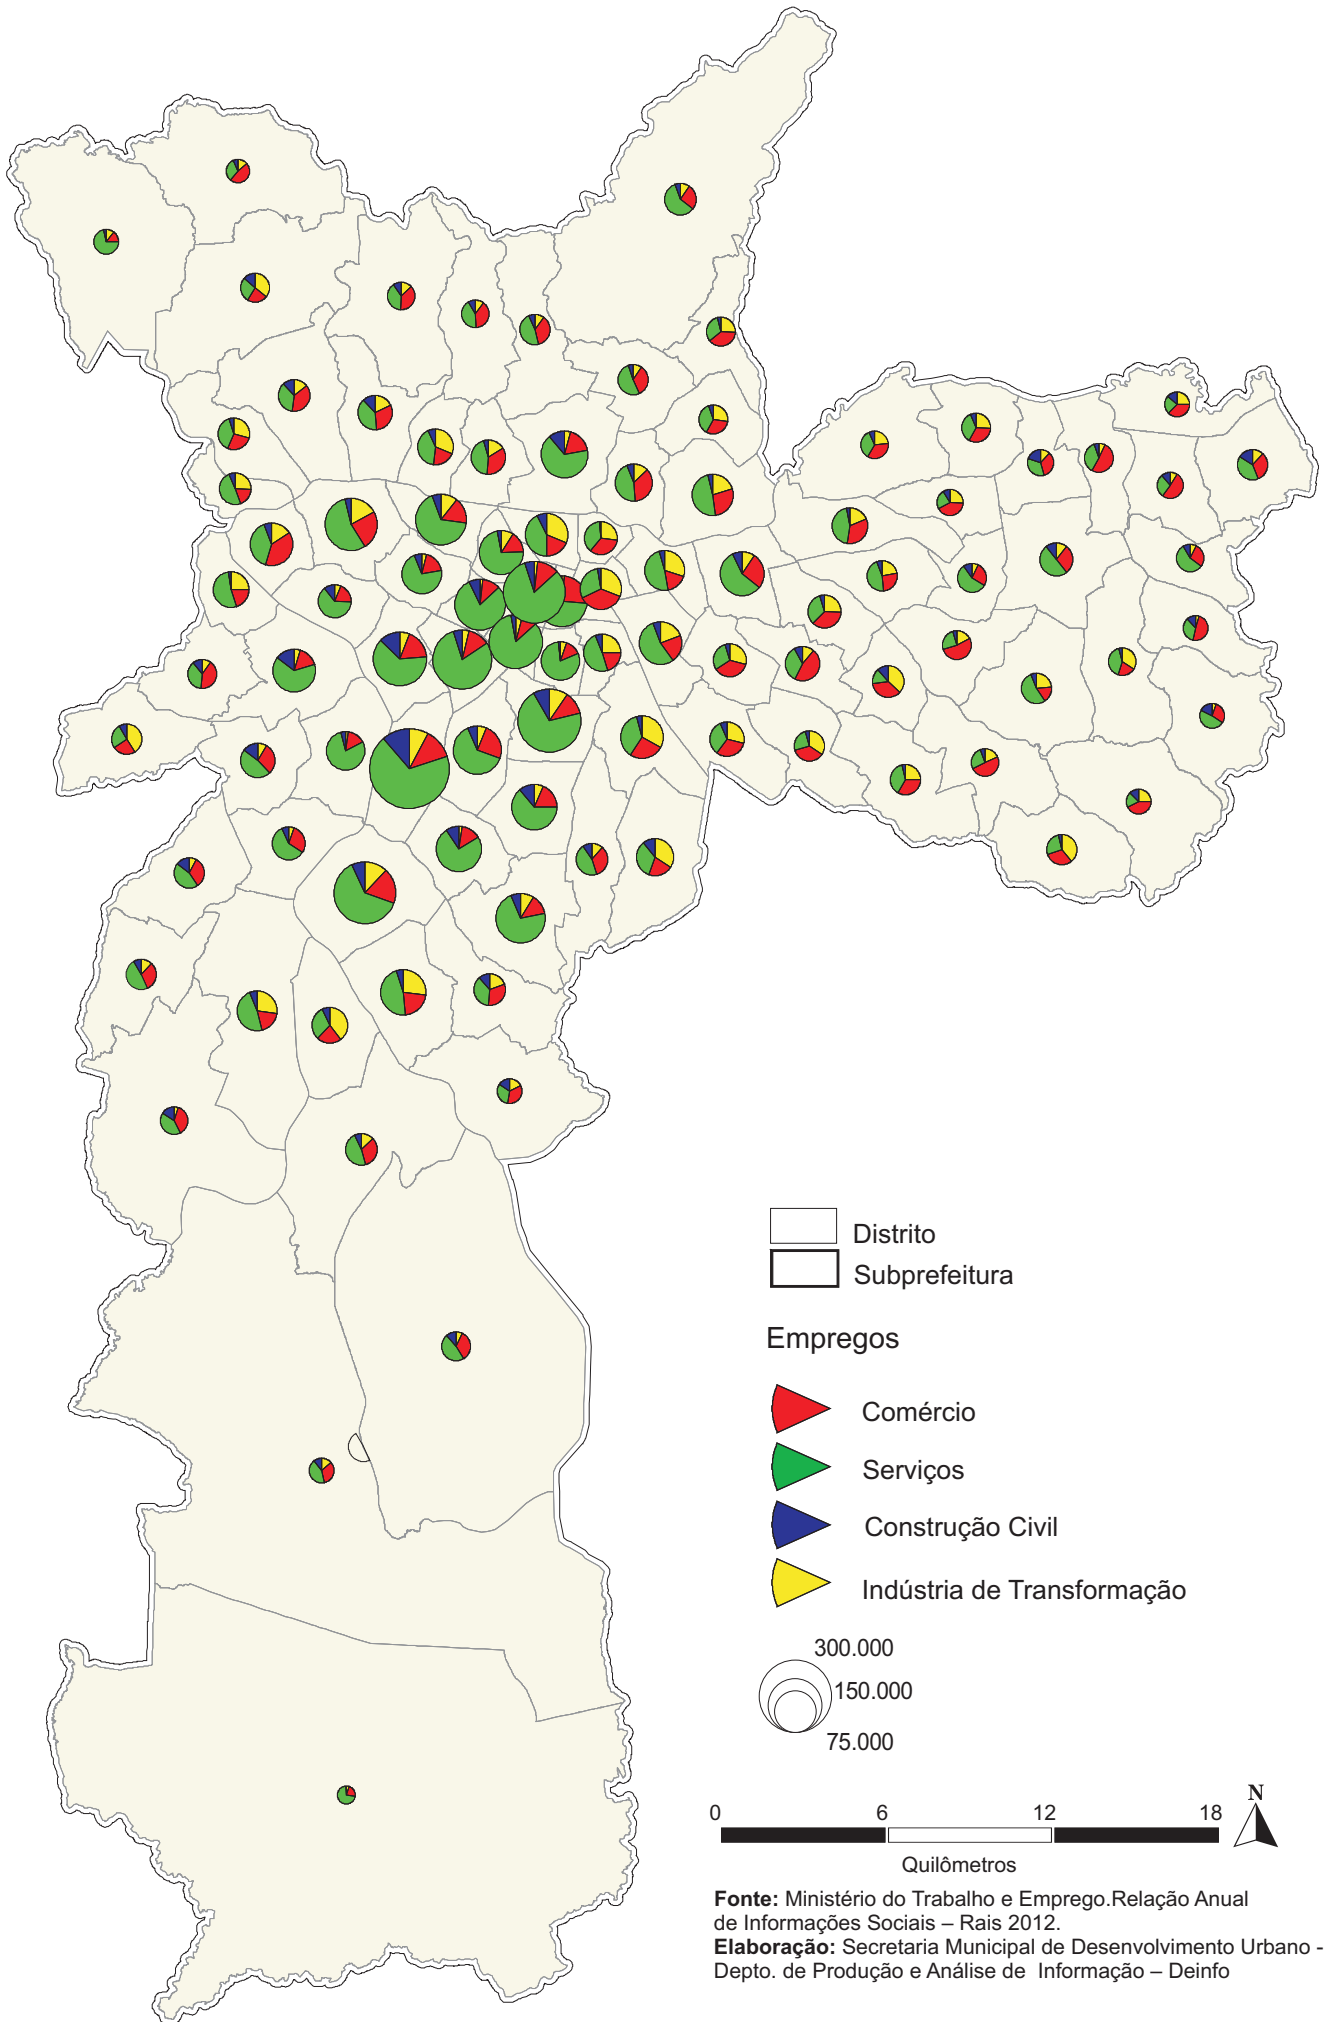 Distrito
Subprefeitura
Empregos
Comércio
Serviços
Construção Civil
Indústria de Transformação
300.000
150.000
75.000
0 6 12 18
N
Quilômetros
Fonte: Ministério do Trabalho e Emprego.Relação Anual
de Informações Sociais – Rais 2012.
Elaboração: Secretaria Municipal de Desenvolvimento Urbano -
Depto. de Produção e Análise de Informação – Deinfo